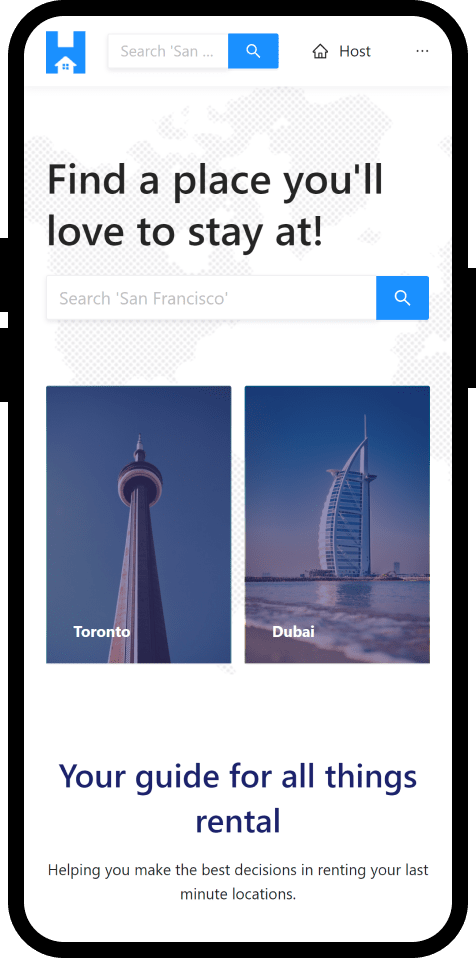 Search 'San ...
Host
...
Find a place you'll
love to stay at!
Search 'San Francisco'
Toronto
Dubai
Your guide for all things
rental
Helping you make the best decisions in renting your last
minute locations.